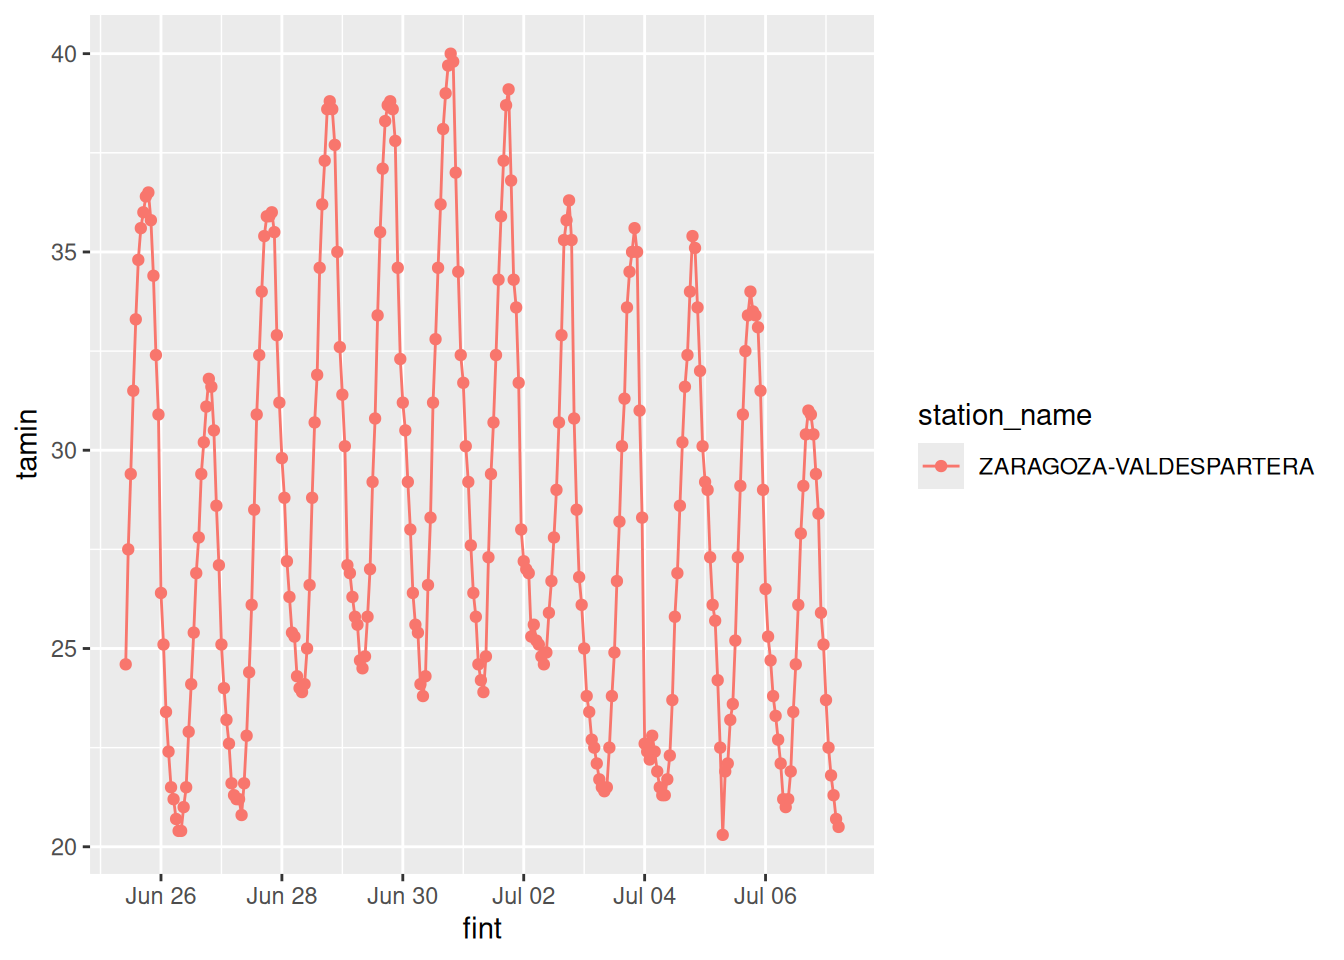 40
35
30
25
20
tamin
Jun 26
Jun 28
Jun 30
Jul 02
Jul 04
Jul 06
fint
station_name
ZARAGOZA-VALDESPARTERA